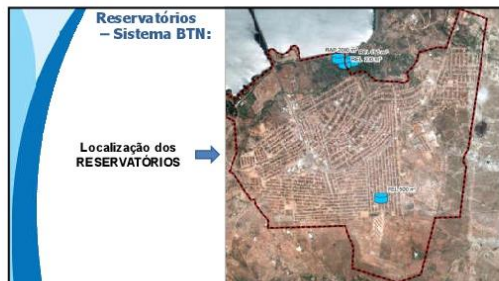 Reservatórios
– Sistema BTN:
Localização dos
RESERVATÓRIOS